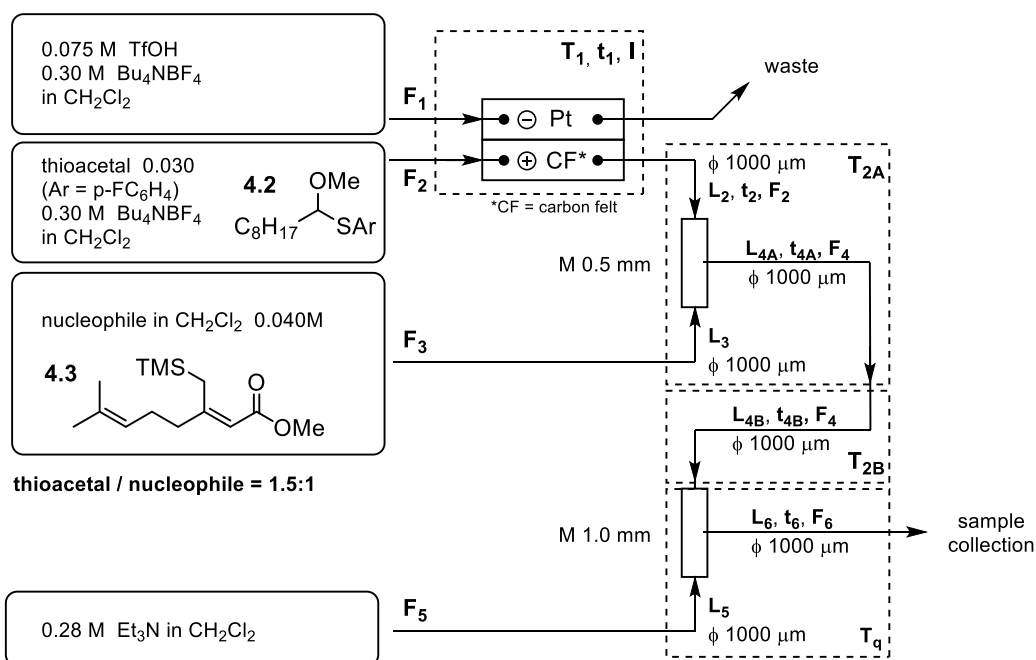 0.075 M TfOH
0.30 M Bu₄NBF₄
in CH₂Cl₂
F₁
T₁, t₁, I
⊖ Pt
waste
thioacetal 0.030
(Ar = p-FC₆H₄)
0.30 M Bu₄NBF₄
in CH₂Cl₂
4.2
OMe
C₈H₁₇
SAr
F₂
⊕ CF*
*CF = carbon felt
ϕ 1000 μm
T₂A
L₂, t₂, F₂
M 0.5 mm
L₄A, t₄A, F₄
ϕ 1000 μm
nucleophile in CH₂Cl₂ 0.040M
4.3
TMS
O
OMe
F₃
L₃
ϕ 1000 μm
L₄B, t₄B, F₄
ϕ 1000 μm
T₂B
thioacetal / nucleophile = 1.5:1
M 1.0 mm
L₆, t₆, F₆
ϕ 1000 μm
sample
collection
0.28 M Et₃N in CH₂Cl₂
F₅
L₅
ϕ 1000 μm
Tq